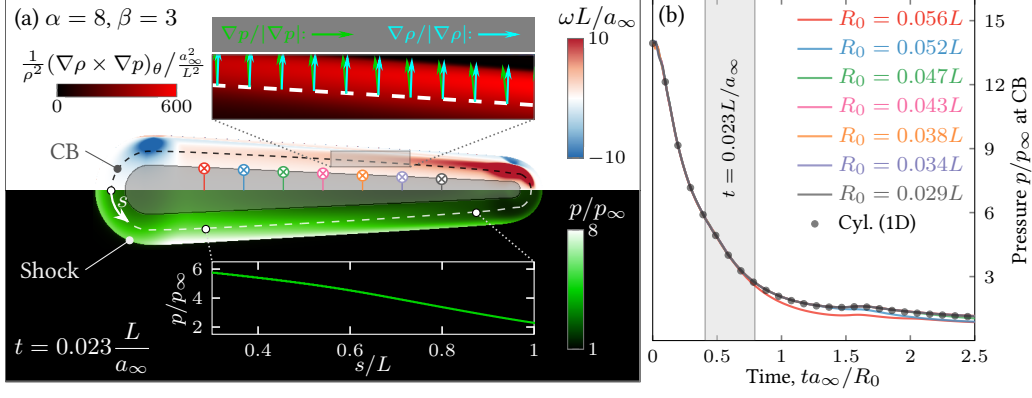 (a) α = 8, β = 3
∇p/|∇p|: ∇ρ/|∇ρ|:
ωL/a∞
10
−10
1/ρ² (∇ρ × ∇p)θ / a²∞/L²
0 600
CB
s
Shock
p/p∞
8
1
p/p∞
6
4
2
0.4 0.6 0.8 1
s/L
t = 0.023 L/a∞
(b)
t = 0.023L/a∞
R₀ = 0.056L
R₀ = 0.052L
R₀ = 0.047L
R₀ = 0.043L
R₀ = 0.038L
R₀ = 0.034L
R₀ = 0.029L
Cyl. (1D)
15
12
9
6
3
Pressure p/p∞ at CB
0 0.5 1 1.5 2 2.5
Time, ta∞/R₀